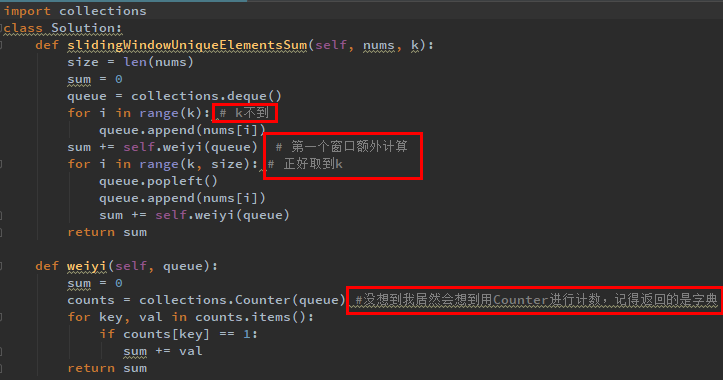 import collections
class Solution:
    def slidingWindowUniqueElementsSum(self, nums, k):
        size = len(nums)
        sum = 0
        queue = collections.deque()
        for i in range(k): # k不到
            queue.append(nums[i])
        sum += self.weiyi(queue)  # 第一个窗口额外计算
        for i in range(k, size): # 正好取到k
            queue.popleft()
            queue.append(nums[i])
            sum += self.weiyi(queue)
        return sum

    def weiyi(self, queue):
        sum = 0
        counts = collections.Counter(queue) #没想到我居然会想到用Counter进行计数，记得返回的是字典
        for key, val in counts.items():
            if counts[key] == 1:
                sum += val
        return sum